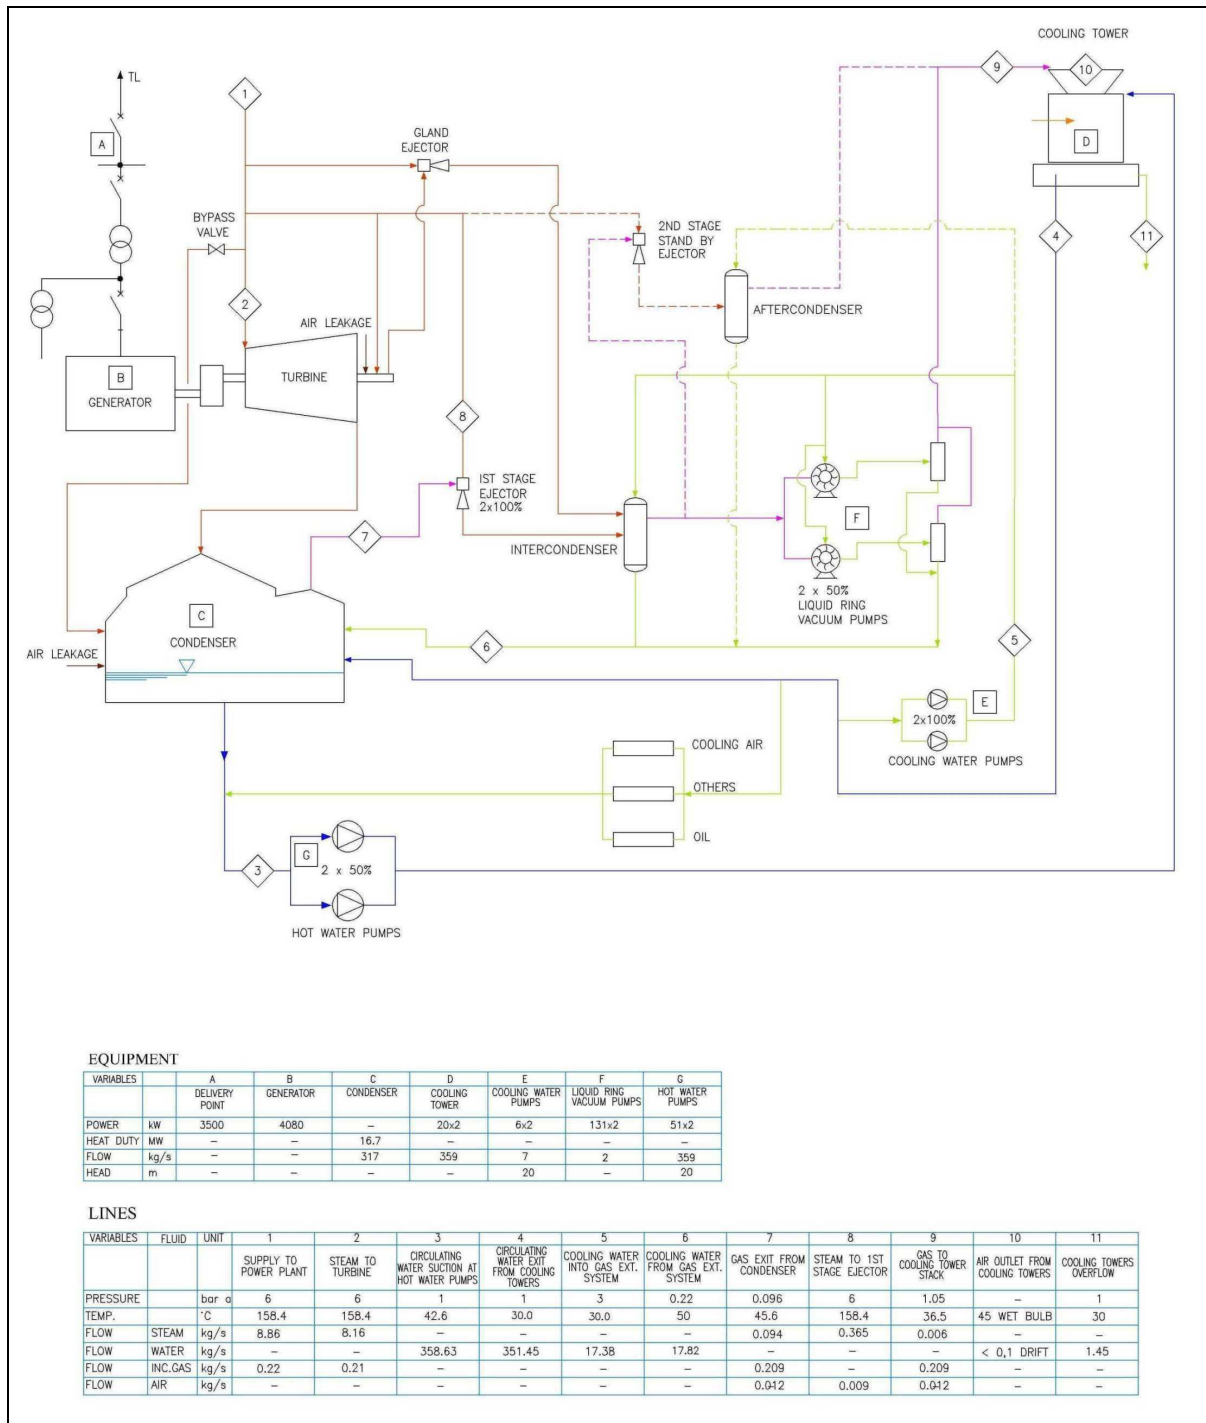 COOLING TOWER
TL
9
10
1
A
GLAND
EJECTOR
D
BYPASS
VALVE
2ND STAGE
STAND BY
EJECTOR
4
11
2
AIR LEAKAGE
AFTERCONDENSER
B
GENERATOR
TURBINE
8
1ST STAGE
EJECTOR
2x100%
7
F
INTERCONDENSER
2 x 50%
LIQUID RING
VACUUM PUMPS
C
CONDENSER
6
5
AIR LEAKAGE
E
2x100%
COOLING WATER PUMPS
COOLING AIR
OTHERS
OIL
G
3
2 x 50%
HOT WATER PUMPS
EQUIPMENT
VARIABLES A B C D E F G
DELIVERY POINT GENERATOR CONDENSER COOLING TOWER COOLING WATER PUMPS LIQUID RING VACUUM PUMPS HOT WATER PUMPS
POWER kW 3500 4080 – 20x2 6x2 131x2 51x2
HEAT DUTY MW – – 16.7 – – – –
FLOW kg/s – – 317 359 7 2 359
HEAD m – – – – 20 – 20
LINES
VARIABLES FLUID UNIT 1 2 3 4 5 6 7 8 9 10 11
SUPPLY TO POWER PLANT STEAM TO TURBINE CIRCULATING WATER SUCTION AT HOT WATER PUMPS CIRCULATING WATER EXIT FROM COOLING TOWERS COOLING WATER INTO GAS EXT. SYSTEM COOLING WATER FROM GAS EXT. SYSTEM GAS EXIT FROM CONDENSER STEAM TO 1ST STAGE EJECTOR GAS TO COOLING TOWER STACK AIR OUTLET FROM COOLING TOWERS COOLING TOWERS OVERFLOW
PRESSURE bar a 6 6 1 1 3 0.22 0.096 6 1.05 – 1
TEMP. °C 158.4 158.4 42.6 30.0 30.0 50 45.6 158.4 36.5 45 WET BULB 30
FLOW STEAM kg/s 8.86 8.16 – – – – 0.094 0.365 0.006 – –
FLOW WATER kg/s – – 358.63 351.45 17.38 17.82 – – – < 0,1 DRIFT 1.45
FLOW INC.GAS kg/s 0.22 0.21 – – – – 0.209 – 0.209 – –
FLOW AIR kg/s – – – – – – 0.012 0.009 0.012 – –